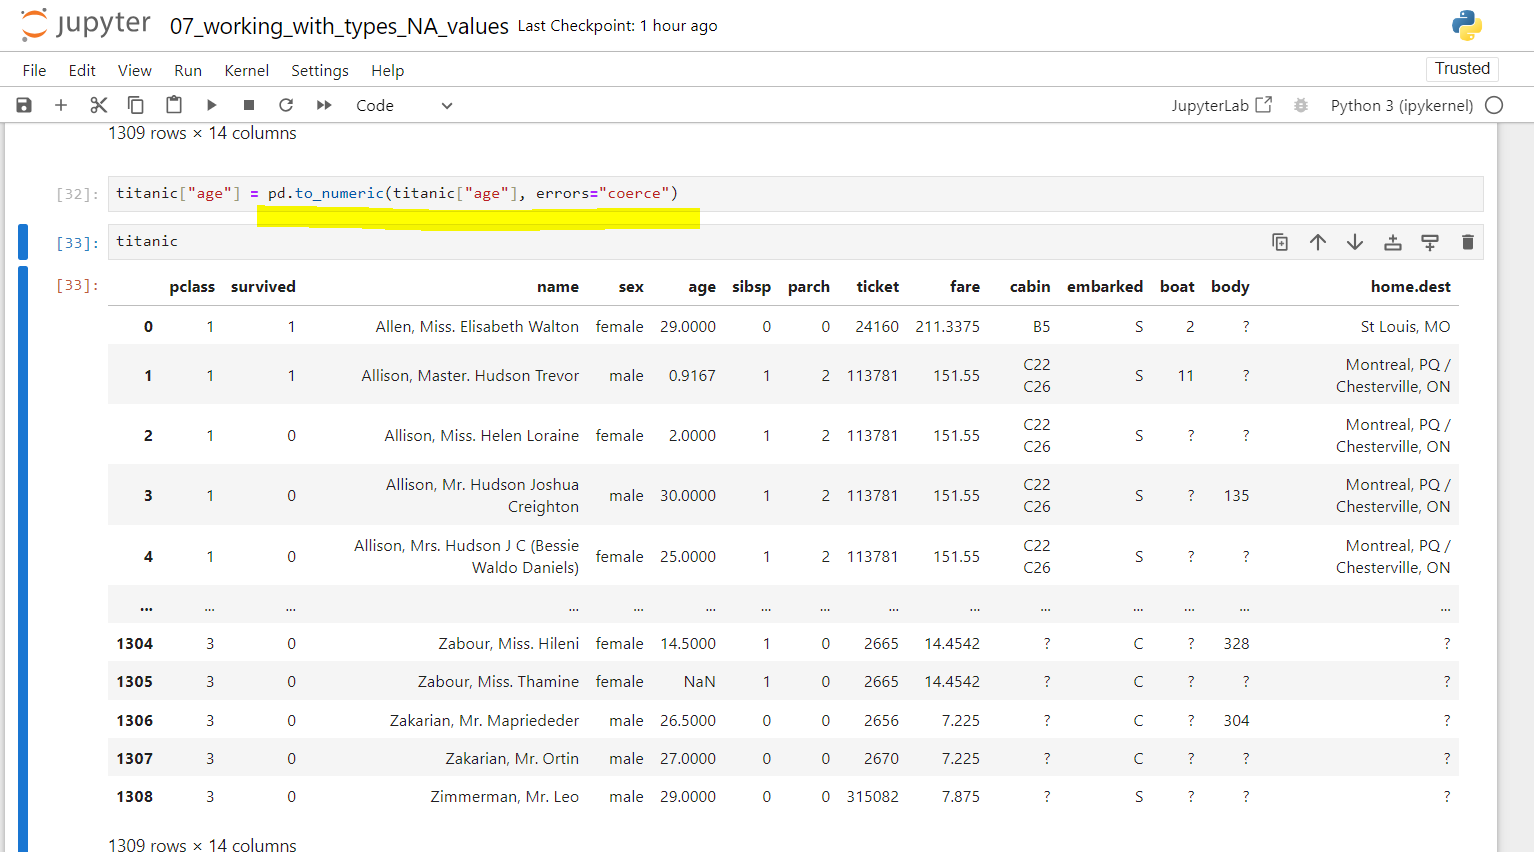 jupyter 07_working_with_types_NA_values Last Checkpoint: 1 hour ago
File Edit View Run Kernel Settings Help Trusted
Code JupyterLab Python 3 (ipykernel)
1309 rows × 14 columns
[32]: titanic["age"] = pd.to_numeric(titanic["age"], errors="coerce")
[33]: titanic
[33]: pclass survived name sex age sibsp parch ticket fare cabin embarked boat body home.dest
0 1 1 Allen, Miss. Elisabeth Walton female 29.0000 0 0 24160 211.3375 B5 S 2 ? St Louis, MO
C22 Montreal, PQ /
1 1 1 Allison, Master. Hudson Trevor male 0.9167 1 2 113781 151.55 S 11 ?
C26 Chesterville, ON
C22 Montreal, PQ /
2 1 0 Allison, Miss. Helen Loraine female 2.0000 1 2 113781 151.55 S ? ?
C26 Chesterville, ON
Allison, Mr. Hudson Joshua C22 Montreal, PQ /
3 1 0 male 30.0000 1 2 113781 151.55 S ? 135
Creighton C26 Chesterville, ON
Allison, Mrs. Hudson J C (Bessie C22 Montreal, PQ /
4 1 0 female 25.0000 1 2 113781 151.55 S ? ?
Waldo Daniels) C26 Chesterville, ON
... ... ... ... ... ... ... ... ... ... ... ... ... ... ...
1304 3 0 Zabour, Miss. Hileni female 14.5000 1 0 2665 14.4542 ? C ? 328 ?
1305 3 0 Zabour, Miss. Thamine female NaN 1 0 2665 14.4542 ? C ? ? ?
1306 3 0 Zakarian, Mr. Mapriededer male 26.5000 0 0 2656 7.225 ? C ? 304 ?
1307 3 0 Zakarian, Mr. Ortin male 27.0000 0 0 2670 7.225 ? C ? ? ?
1308 3 0 Zimmerman, Mr. Leo male 29.0000 0 0 315082 7.875 ? S ? ? ?
1309 rows × 14 columns